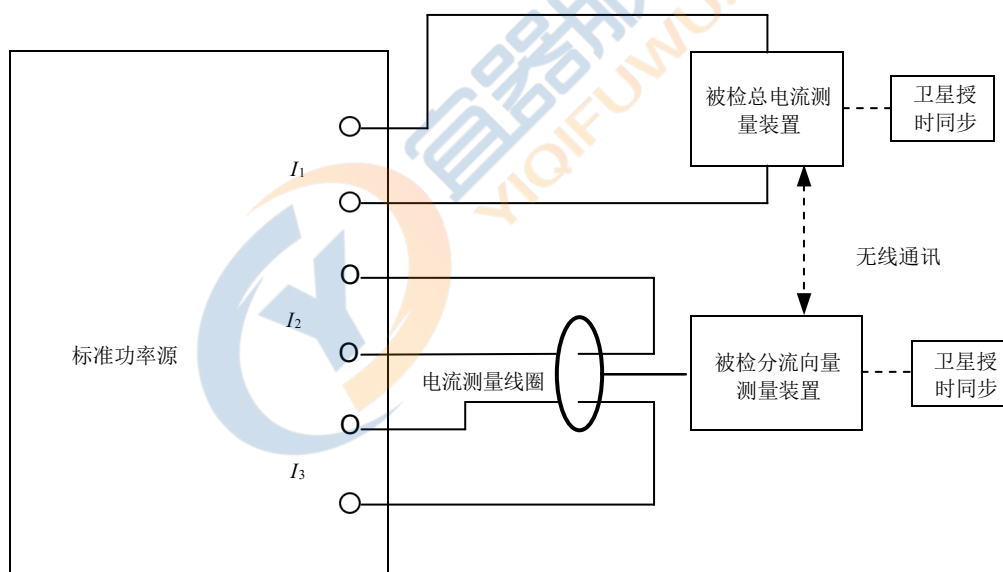 被检总电流测
量装置
卫星授
时同步
I1
无线通讯
I2
标准功率源
电流测量线圈
被检分流向量
测量装置
卫星授
时同步
I3
YIQIFUWU